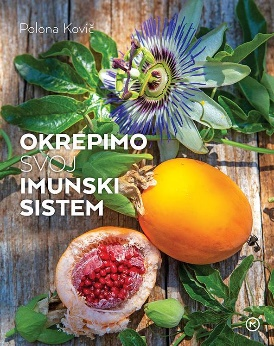 Polona Kovič
OKREPIMO
SVOJ
IMUNSKI
SISTEM
K